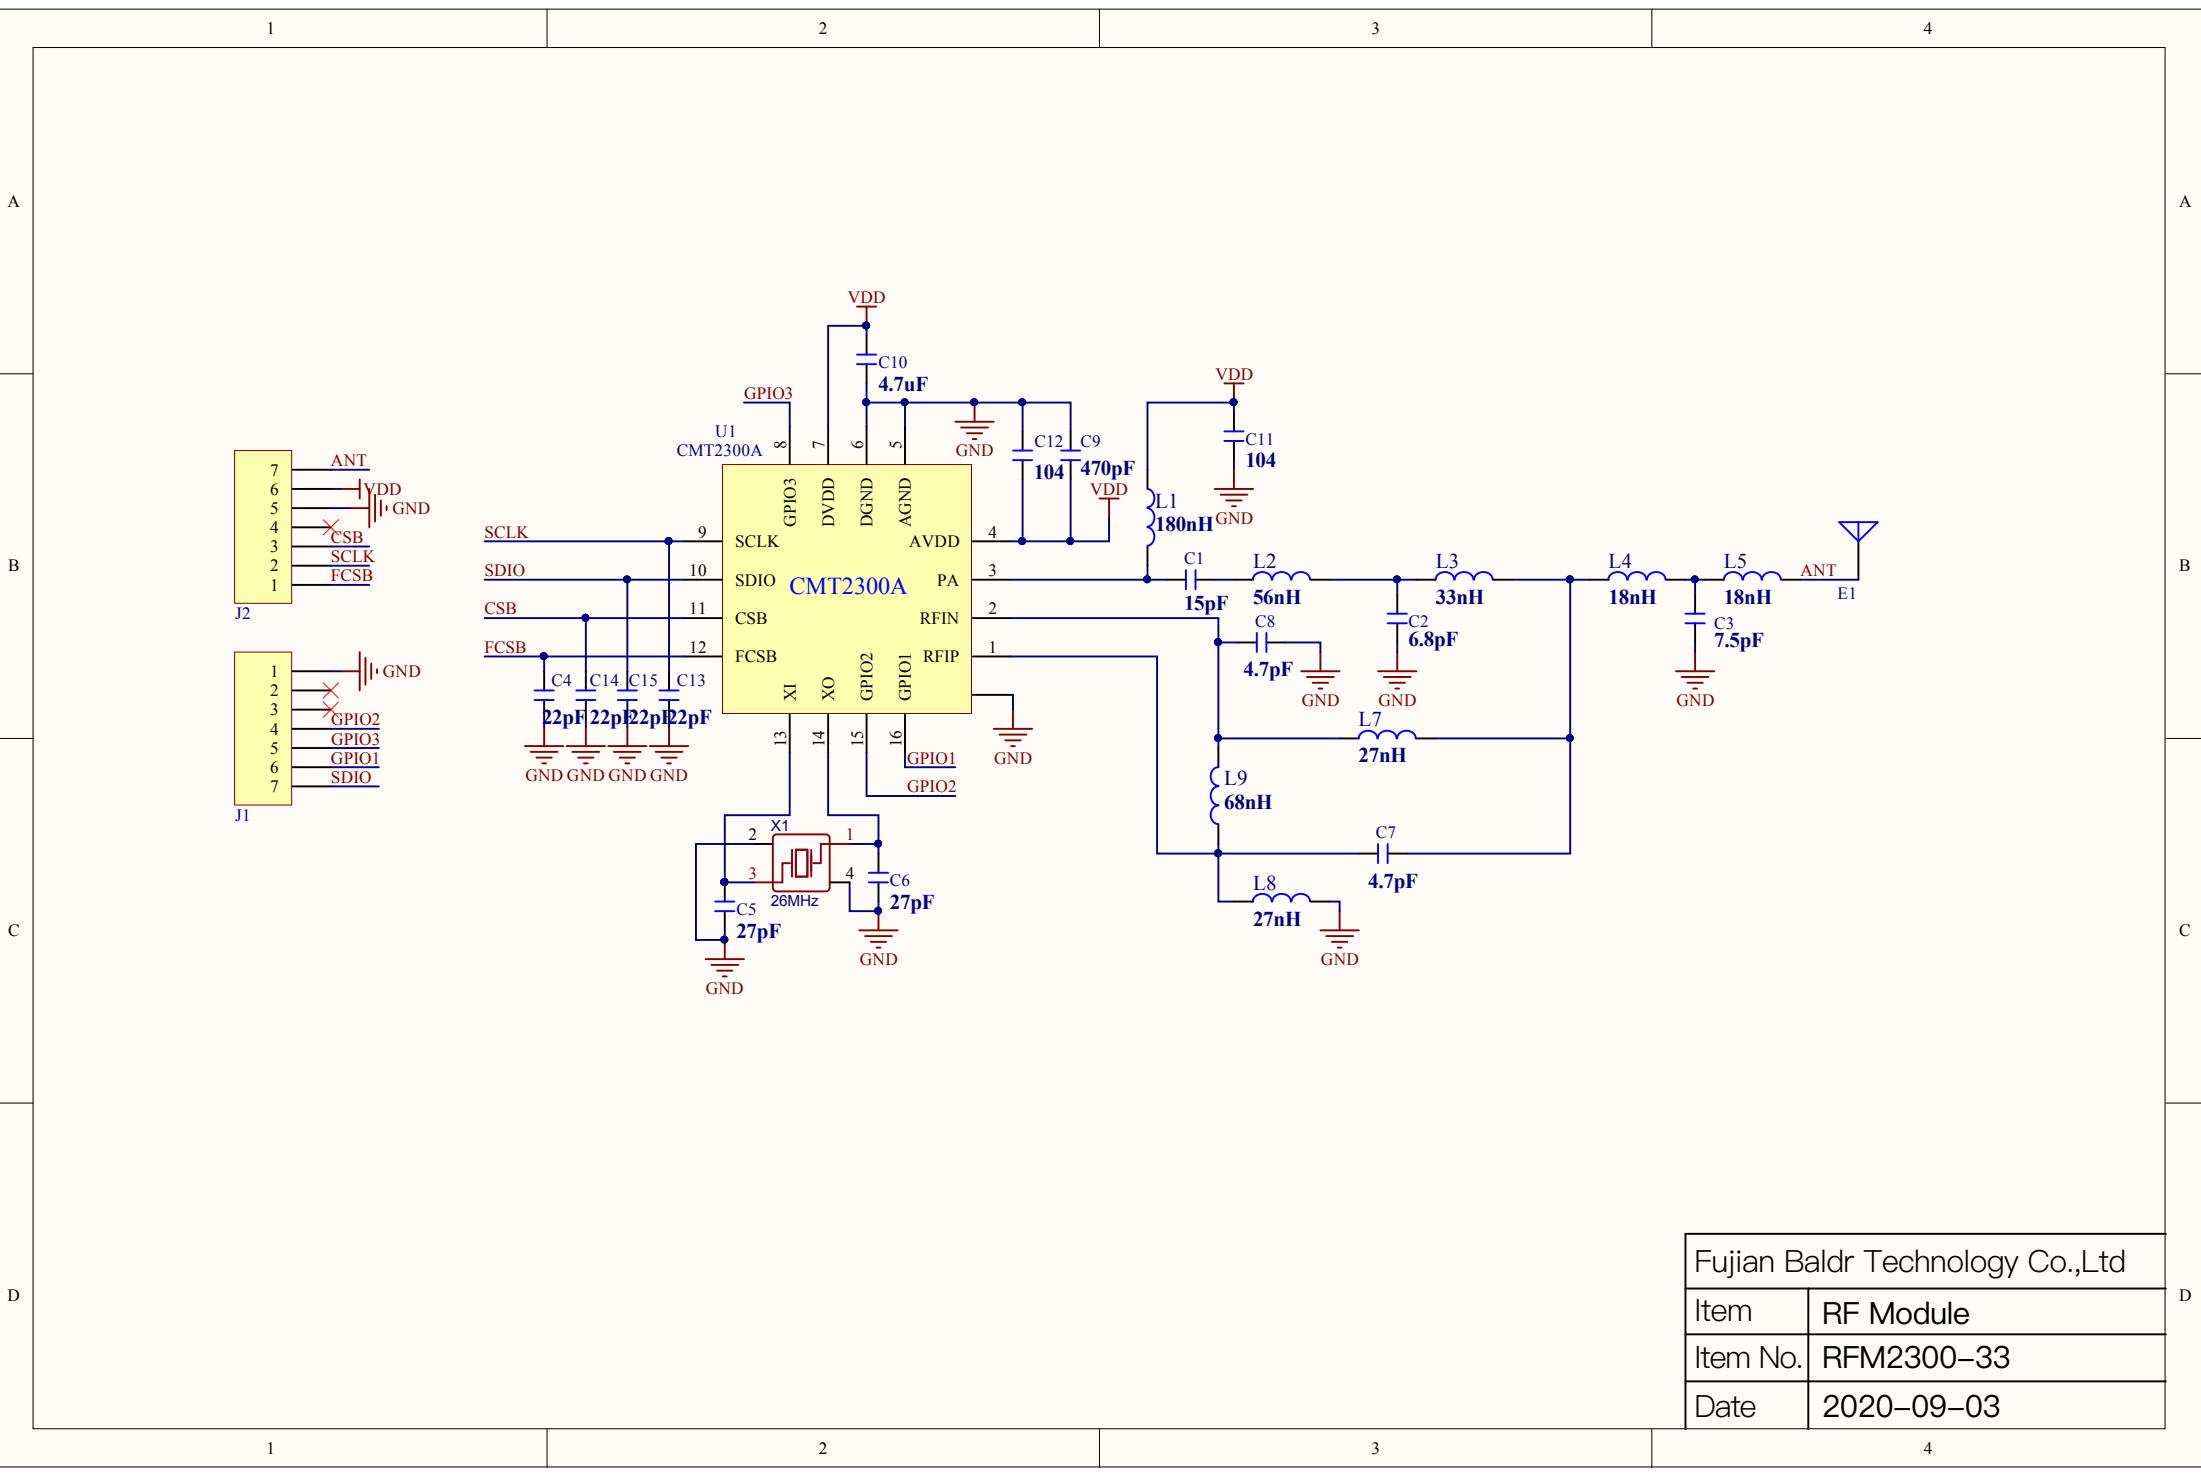 1 2 3 4
A A
VDD
C10
4.7uF
GPIO3
VDD
U1
CMT2300A
8 7 6 5
GND
C12 C9
104 470pF
C11
104
VDD
GND
L1
180nH
GPIO3 DVDD DGND AGND
7 ANT
6 VDD
5 GND
4
3 CSB
2 SCLK
1 FCSB
J2
B B
SCLK 9 SCLK AVDD 4
SDIO 10 SDIO CMT2300A PA 3
CSB 11 CSB RFIN 2
FCSB 12 FCSB RFIP 1
XI XO GPIO2 GPIO1
C1
15pF
L2
56nH
L3
33nH
L4
18nH
L5
18nH
ANT
E1
C8
4.7pF
GND
C2
6.8pF
GND
C3
7.5pF
GND
C4 C14 C15 C13
22pF 22pF 22pF 22pF
GND GND GND GND
1 GND
2
3
4 GPIO2
5 GPIO3
6 GPIO1
7 SDIO
J1
13 14 15 16
GPIO1
GPIO2
GND
L7
27nH
L9
68nH
C7
4.7pF
L8
27nH
GND
X1
2 1
3 4
26MHz
C5
27pF
GND
C6
27pF
GND
C C
D D
Fujian Baldr Technology Co.,Ltd
Item RF Module
Item No. RFM2300-33
Date 2020-09-03
1 2 3 4